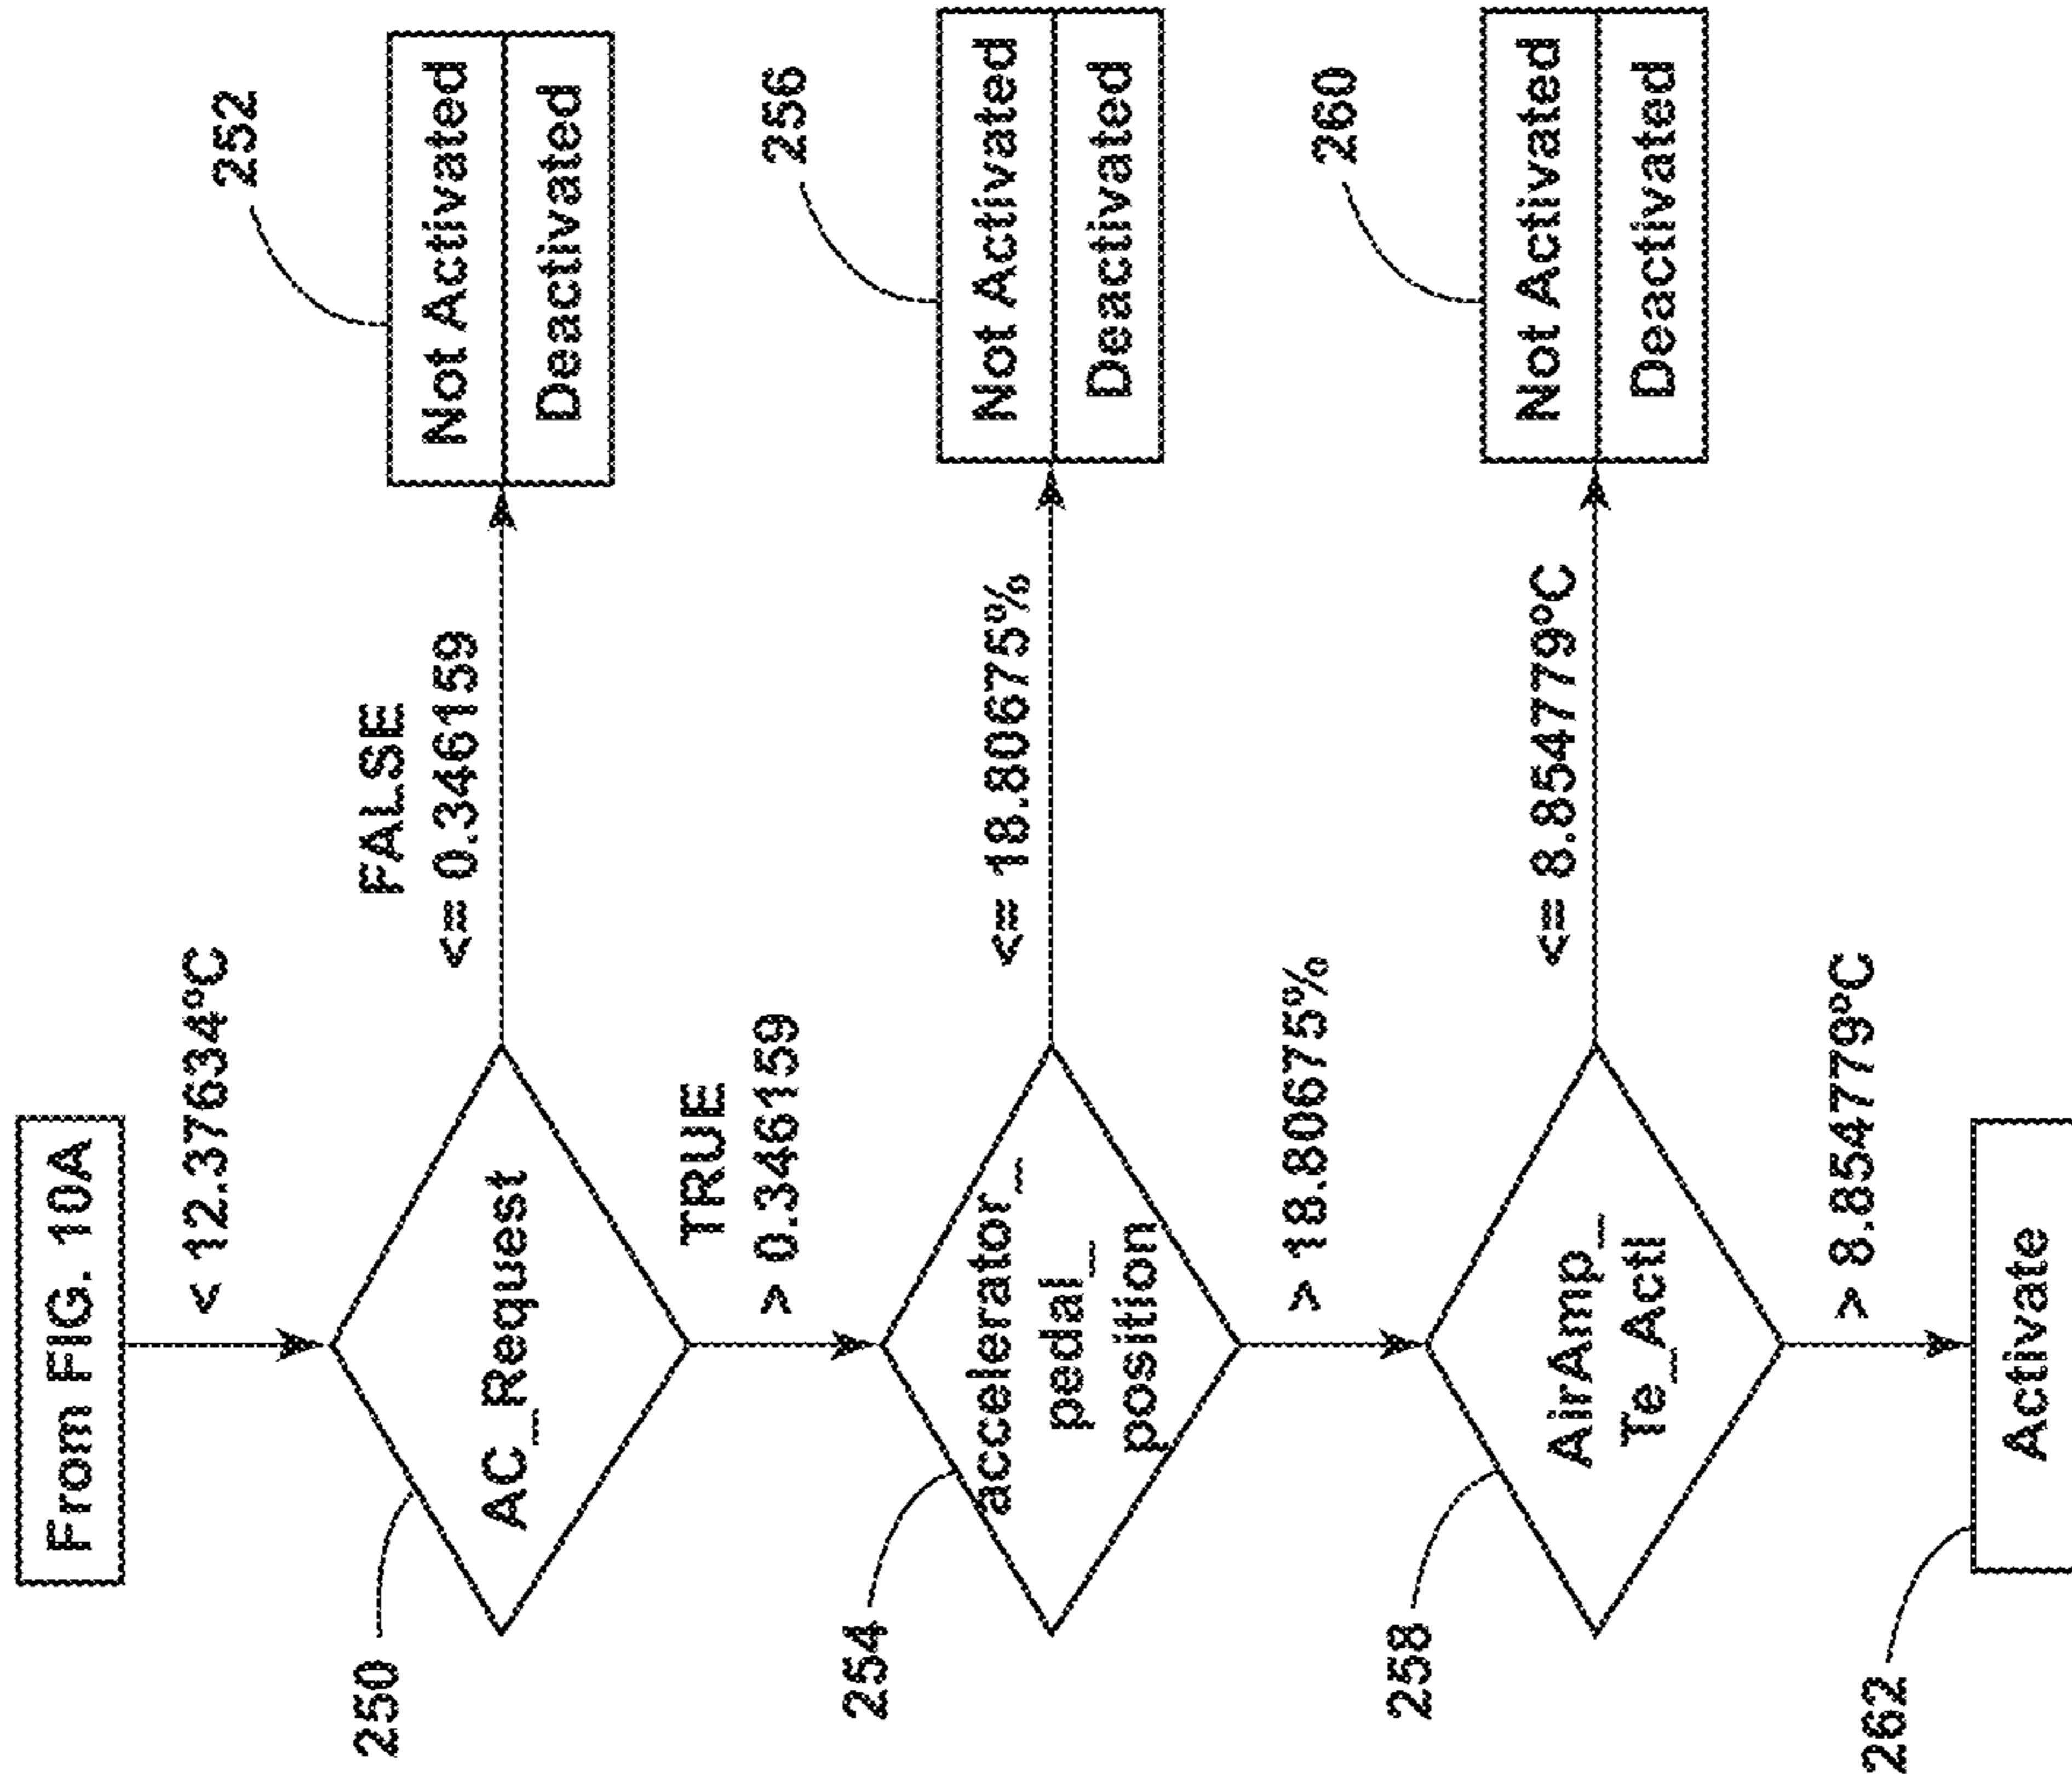 From FIG. 10A
< 12.37634°C
250
AC_Request
FALSE
<= 0.346159
252
Not Activated
Deactivated
TRUE
> 0.346159
254
accelerator_
pedal_
position
<= 18.80675%
256
Not Activated
Deactivated
> 18.80675%
258
AirAmp_
Te_Actl
<= 8.854779°C
260
Not Activated
Deactivated
> 8.854779°C
262
Activate